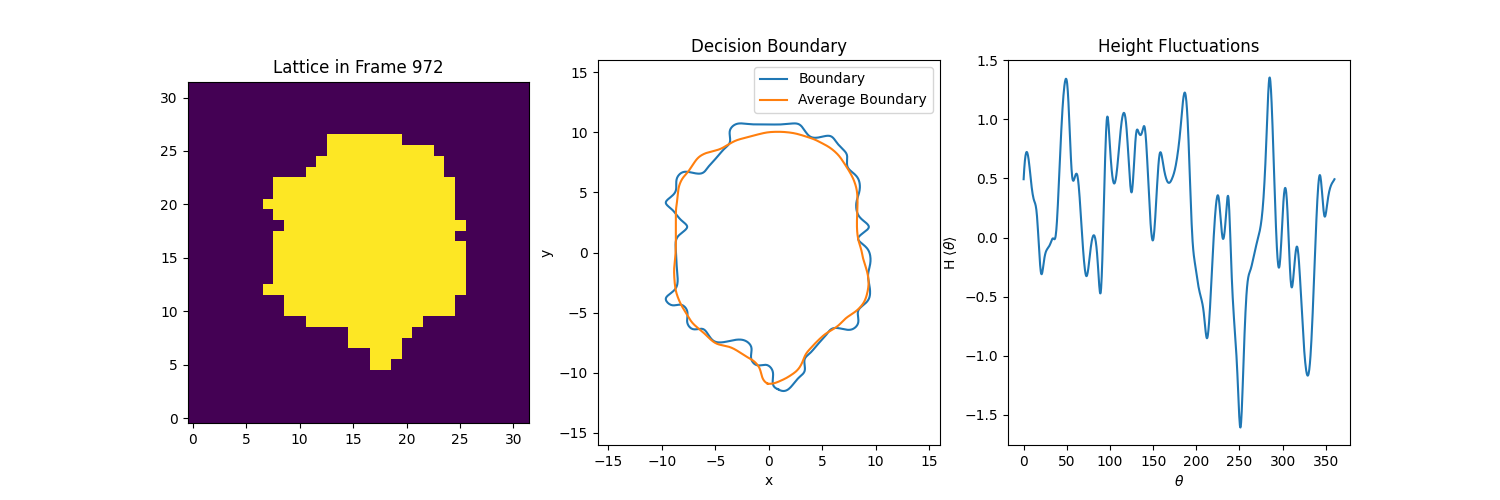 Lattice in Frame 972
30
25
20
15
10
5
0
0 5 10 15 20 25 30
Decision Boundary
Boundary
Average Boundary
y
15
10
5
0
−5
−10
−15
−15 −10 −5 0 5 10 15
x
Height Fluctuations
H (θ)
1.5
1.0
0.5
0.0
−0.5
−1.0
−1.5
0 50 100 150 200 250 300 350
θ